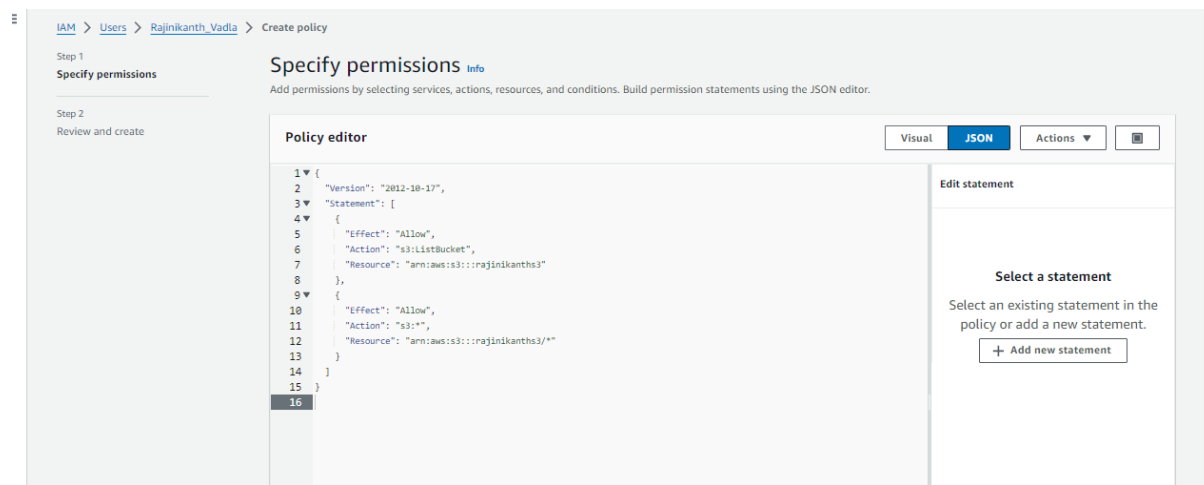 IAM > Users > Rajinikanth_Vadla > Create policy
Step 1
Specify permissions
Step 2
Review and create
Specify permissions Info
Add permissions by selecting services, actions, resources, and conditions. Build permission statements using the JSON editor.
Policy editor
Visual JSON Actions ▼
1 ▼ {
2 "Version": "2012-10-17",
3 ▼ "Statement": [
4 ▼ {
5 "Effect": "Allow",
6 "Action": "s3:ListBucket",
7 "Resource": "arn:aws:s3:::rajinikanths3"
8 },
9 ▼ {
10 "Effect": "Allow",
11 "Action": "s3:*",
12 "Resource": "arn:aws:s3:::rajinikanths3/*"
13 }
14 ]
15 }
16
Edit statement
Select a statement
Select an existing statement in the
policy or add a new statement.
+ Add new statement